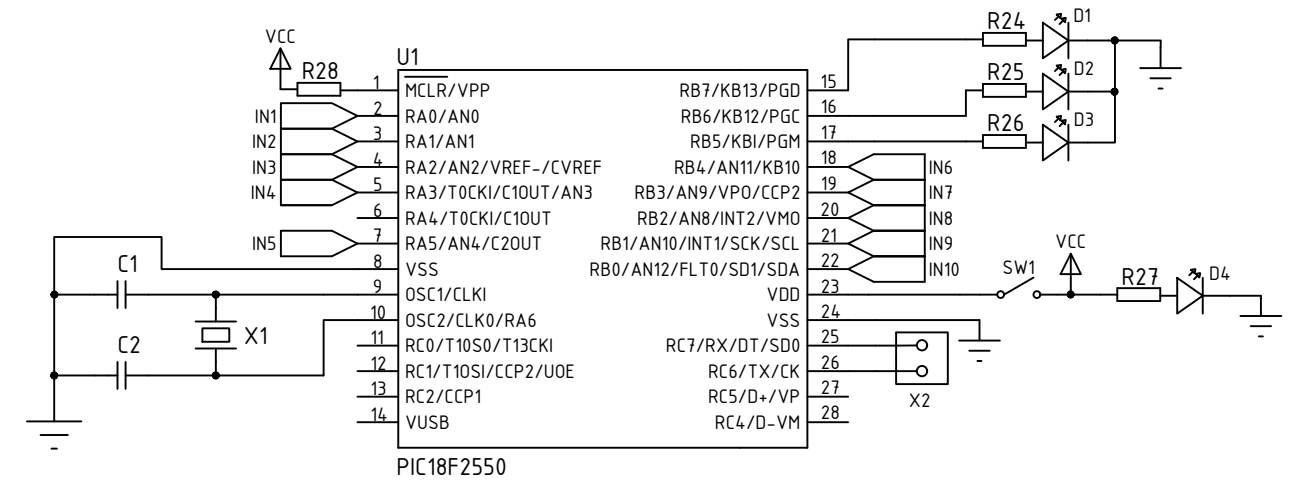 VCC
R28
U1
1 MCLR/VPP
IN1 2 RA0/AN0
IN2 3 RA1/AN1
IN3 4 RA2/AN2/VREF-/CVREF
IN4 5 RA3/T0CKI/C1OUT/AN3
6 RA4/T0CKI/C1OUT
IN5 7 RA5/AN4/C2OUT
8 VSS
C1
9 OSC1/CLKI
10 OSC2/CLK0/RA6
X1
C2
11 RC0/T10S0/T13CKI
12 RC1/T1OSI/CCP2/UOE
13 RC2/CCP1
14 VUSB
PIC18F2550
RB7/KB13/PGD 15
RB6/KB12/PGC 16
RB5/KBI/PGM 17
RB4/AN11/KB10 18 IN6
RB3/AN9/VPO/CCP2 19 IN7
RB2/AN8/INT2/VMO 20 IN8
RB1/AN10/INT1/SCK/SCL 21 IN9
RB0/AN12/FLT0/SD1/SDA 22 IN10
VDD 23
VSS 24
RC7/RX/DT/SD0 25
RC6/TX/CK 26
RC5/D+/VP 27
RC4/D-VM 28
R24 D1
R25 D2
R26 D3
SW1
VCC
R27 D4
X2